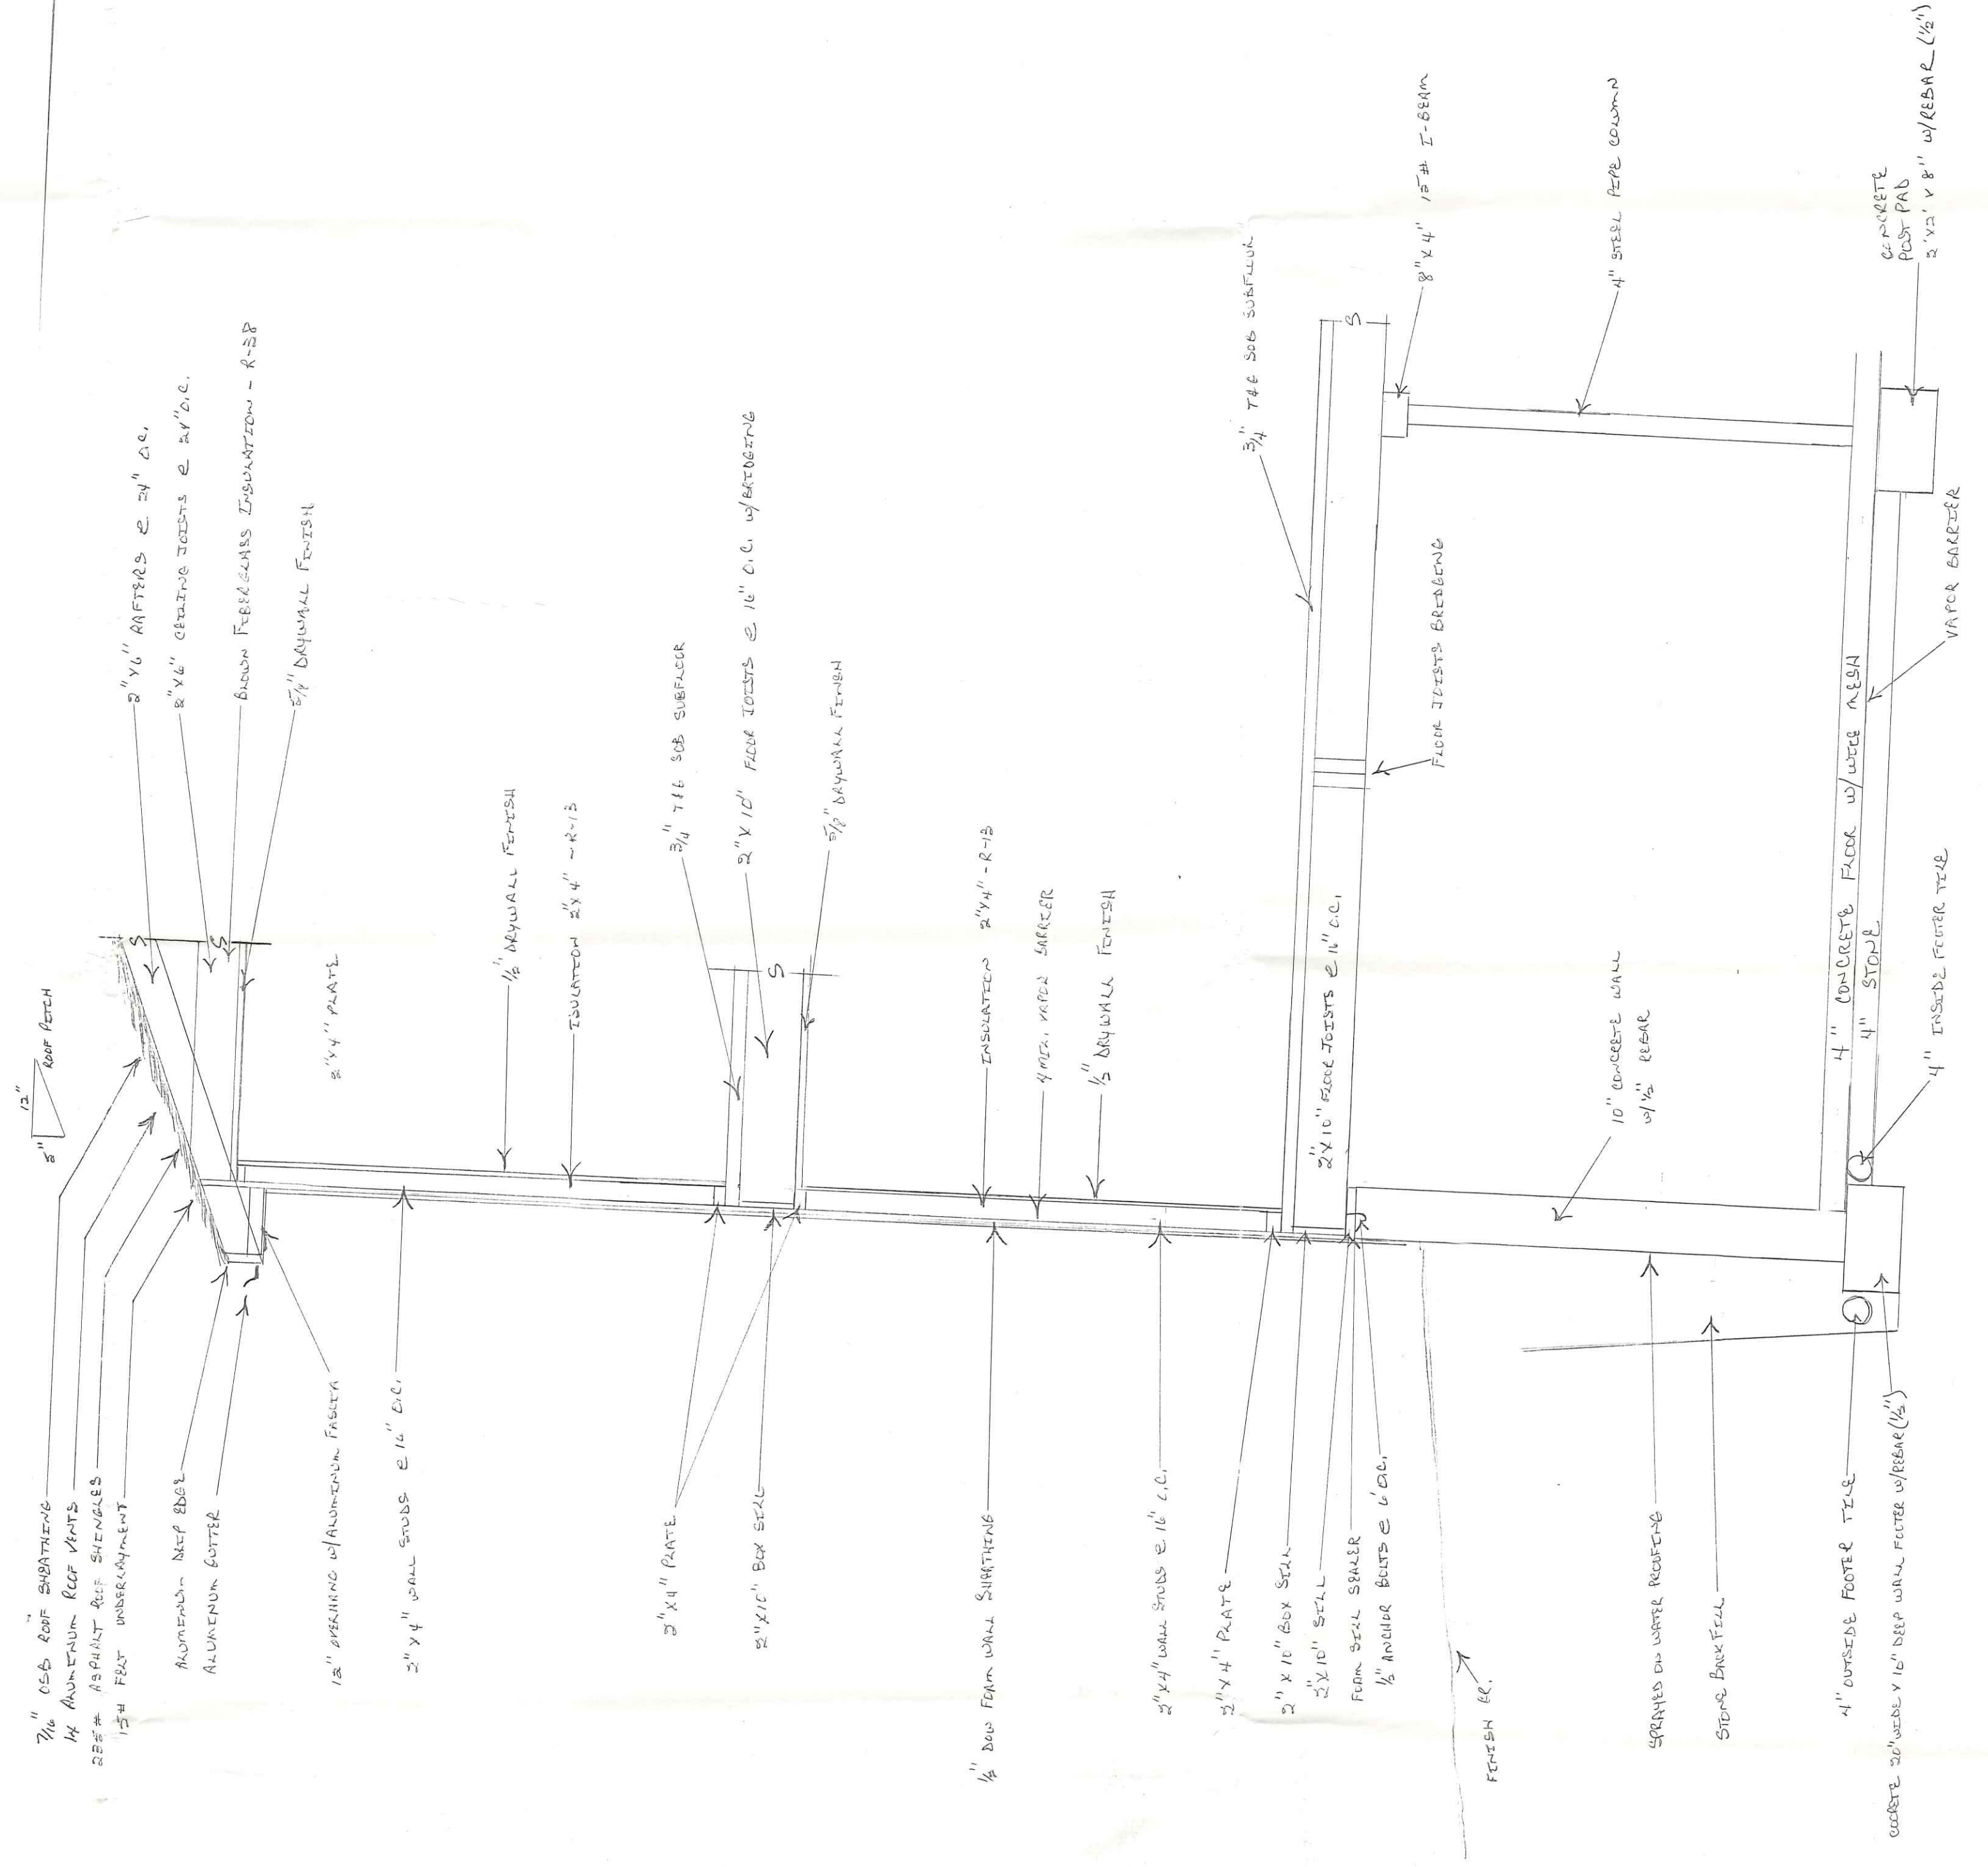 12"
5"
ROOF PITCH
7/16" OSB ROOF SHEATHING
14 ALUMINUM ROOF VENTS
235# ASPHALT ROOF SHINGLES
15# FELT UNDERLAYMENT
ALUMINUM DRIP EDGE
ALUMINUM GUTTER
12" OVERHANG W/ALUMINUM FASCIA
2"X4" WALL STUDS @ 16" O.C.
2"X4" PLATE
2"X10" BOX SILL
1/2" DOW FOAM WALL SHEATHING
2"X4" WALL STUDS @ 16" O.C.
2"X4" PLATE
2"X10" BOX SILL
2"X10" SILL
FOAM SILL SEALER
1/2" ANCHOR BOLTS @ 6' O.C.
FINISH GR.
SPRAYED ON WATER PROOFING
STONE BACKFILL
4" OUTSIDE FOOTER TILE
COCRETE 20" WIDE X 10" DEEP WALL FOOTER W/REBAR (1/2")
2"X6" RAFTERS @ 24" O.C.
2"X6" CEILING JOISTS @ 24" O.C.
BLOWN FIBERGLASS INSULATION - R-38
5/8" DRYWALL FINISH
2"X4" PLATE
1/2" DRYWALL FINISH
ISULATION 2"X4" - R-13
3/4" T&G SOB SUBFLOOR
2"X10" FLOOR JOISTS @ 16" O.C. W/BRIDGING
5/8" DRYWALL FINISH
INSULATION 2"X4" - R-13
4 MIL. VAPOR BARRIER
1/2" DRYWALL FINISH
3/4" T&G SOB SUBFLOOR
2"X10" FLOOR JOISTS @ 16" O.C.
FLOOR JOISTS BRIDGING
8"X4" 15# I-BEAM
4" STEEL PIPE COLUMN
10" CONCRETE WALL
W/ 1/2" REBAR
4" CONCRETE FLOOR W/WIRE MESH
4" STONE
CONCRETE
POST PAD
2'X2' X 8" W/REBAR (1/2")
VAPOR BARRIER
4" INSIDE FOOTER TILE
S
S
S
S